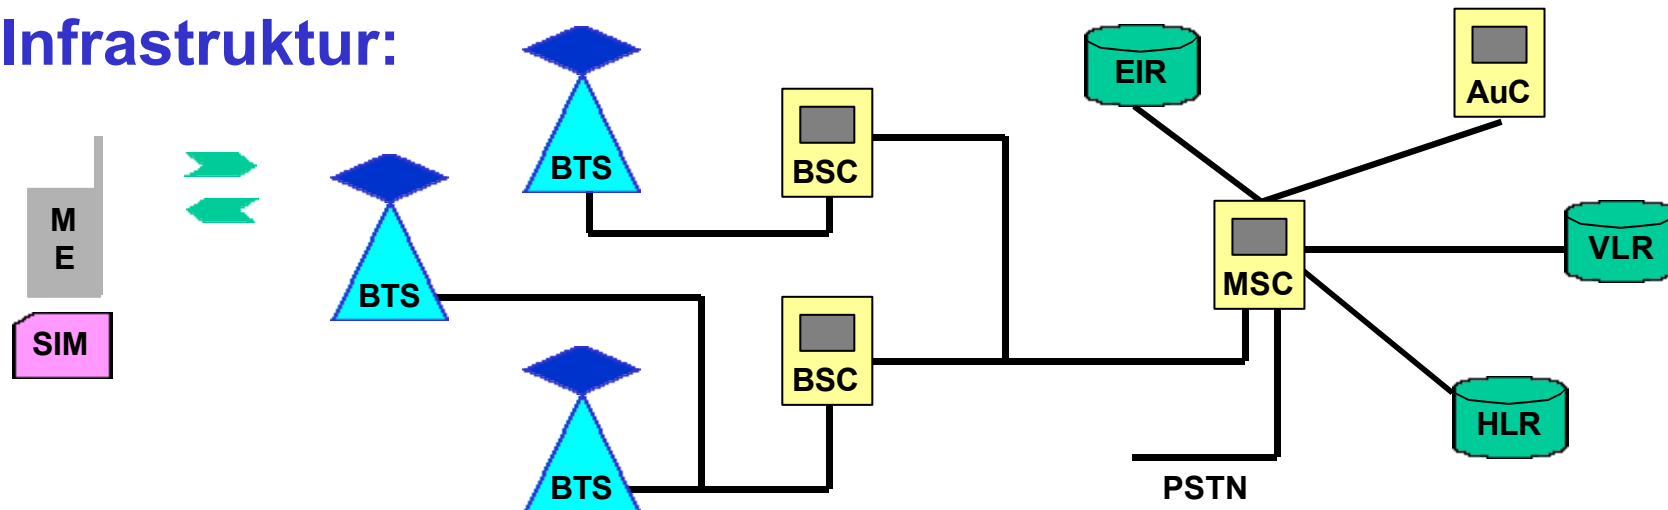 Infrastruktur:
EIR
AuC
BTS
BSC
M
E
VLR
MSC
BTS
SIM
BSC
HLR
BTS
PSTN